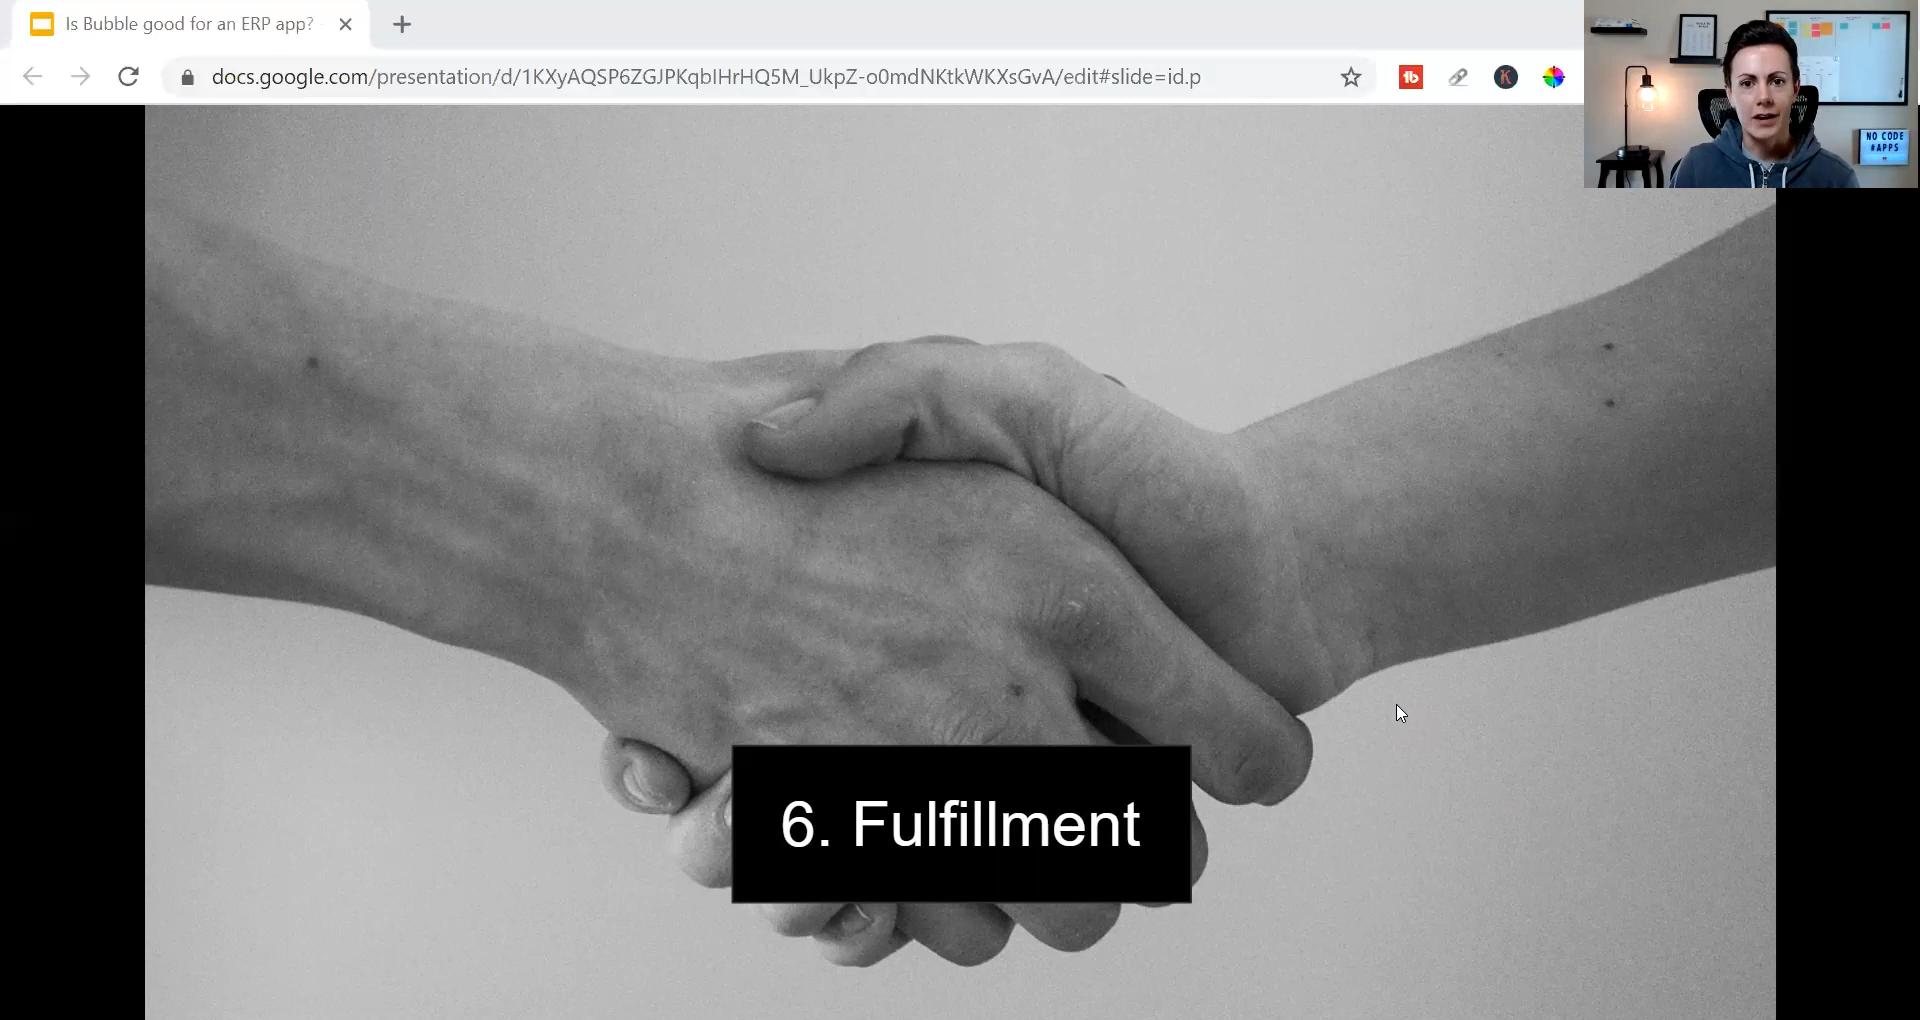 Is Bubble good for an ERP app?
docs.google.com/presentation/d/1KXyAQSP6ZGJPKqbIHrHQ5M_UkpZ-o0mdNKtkWKXsGvA/edit#slide=id.p
NO CODE
#APPS
6. Fulfillment